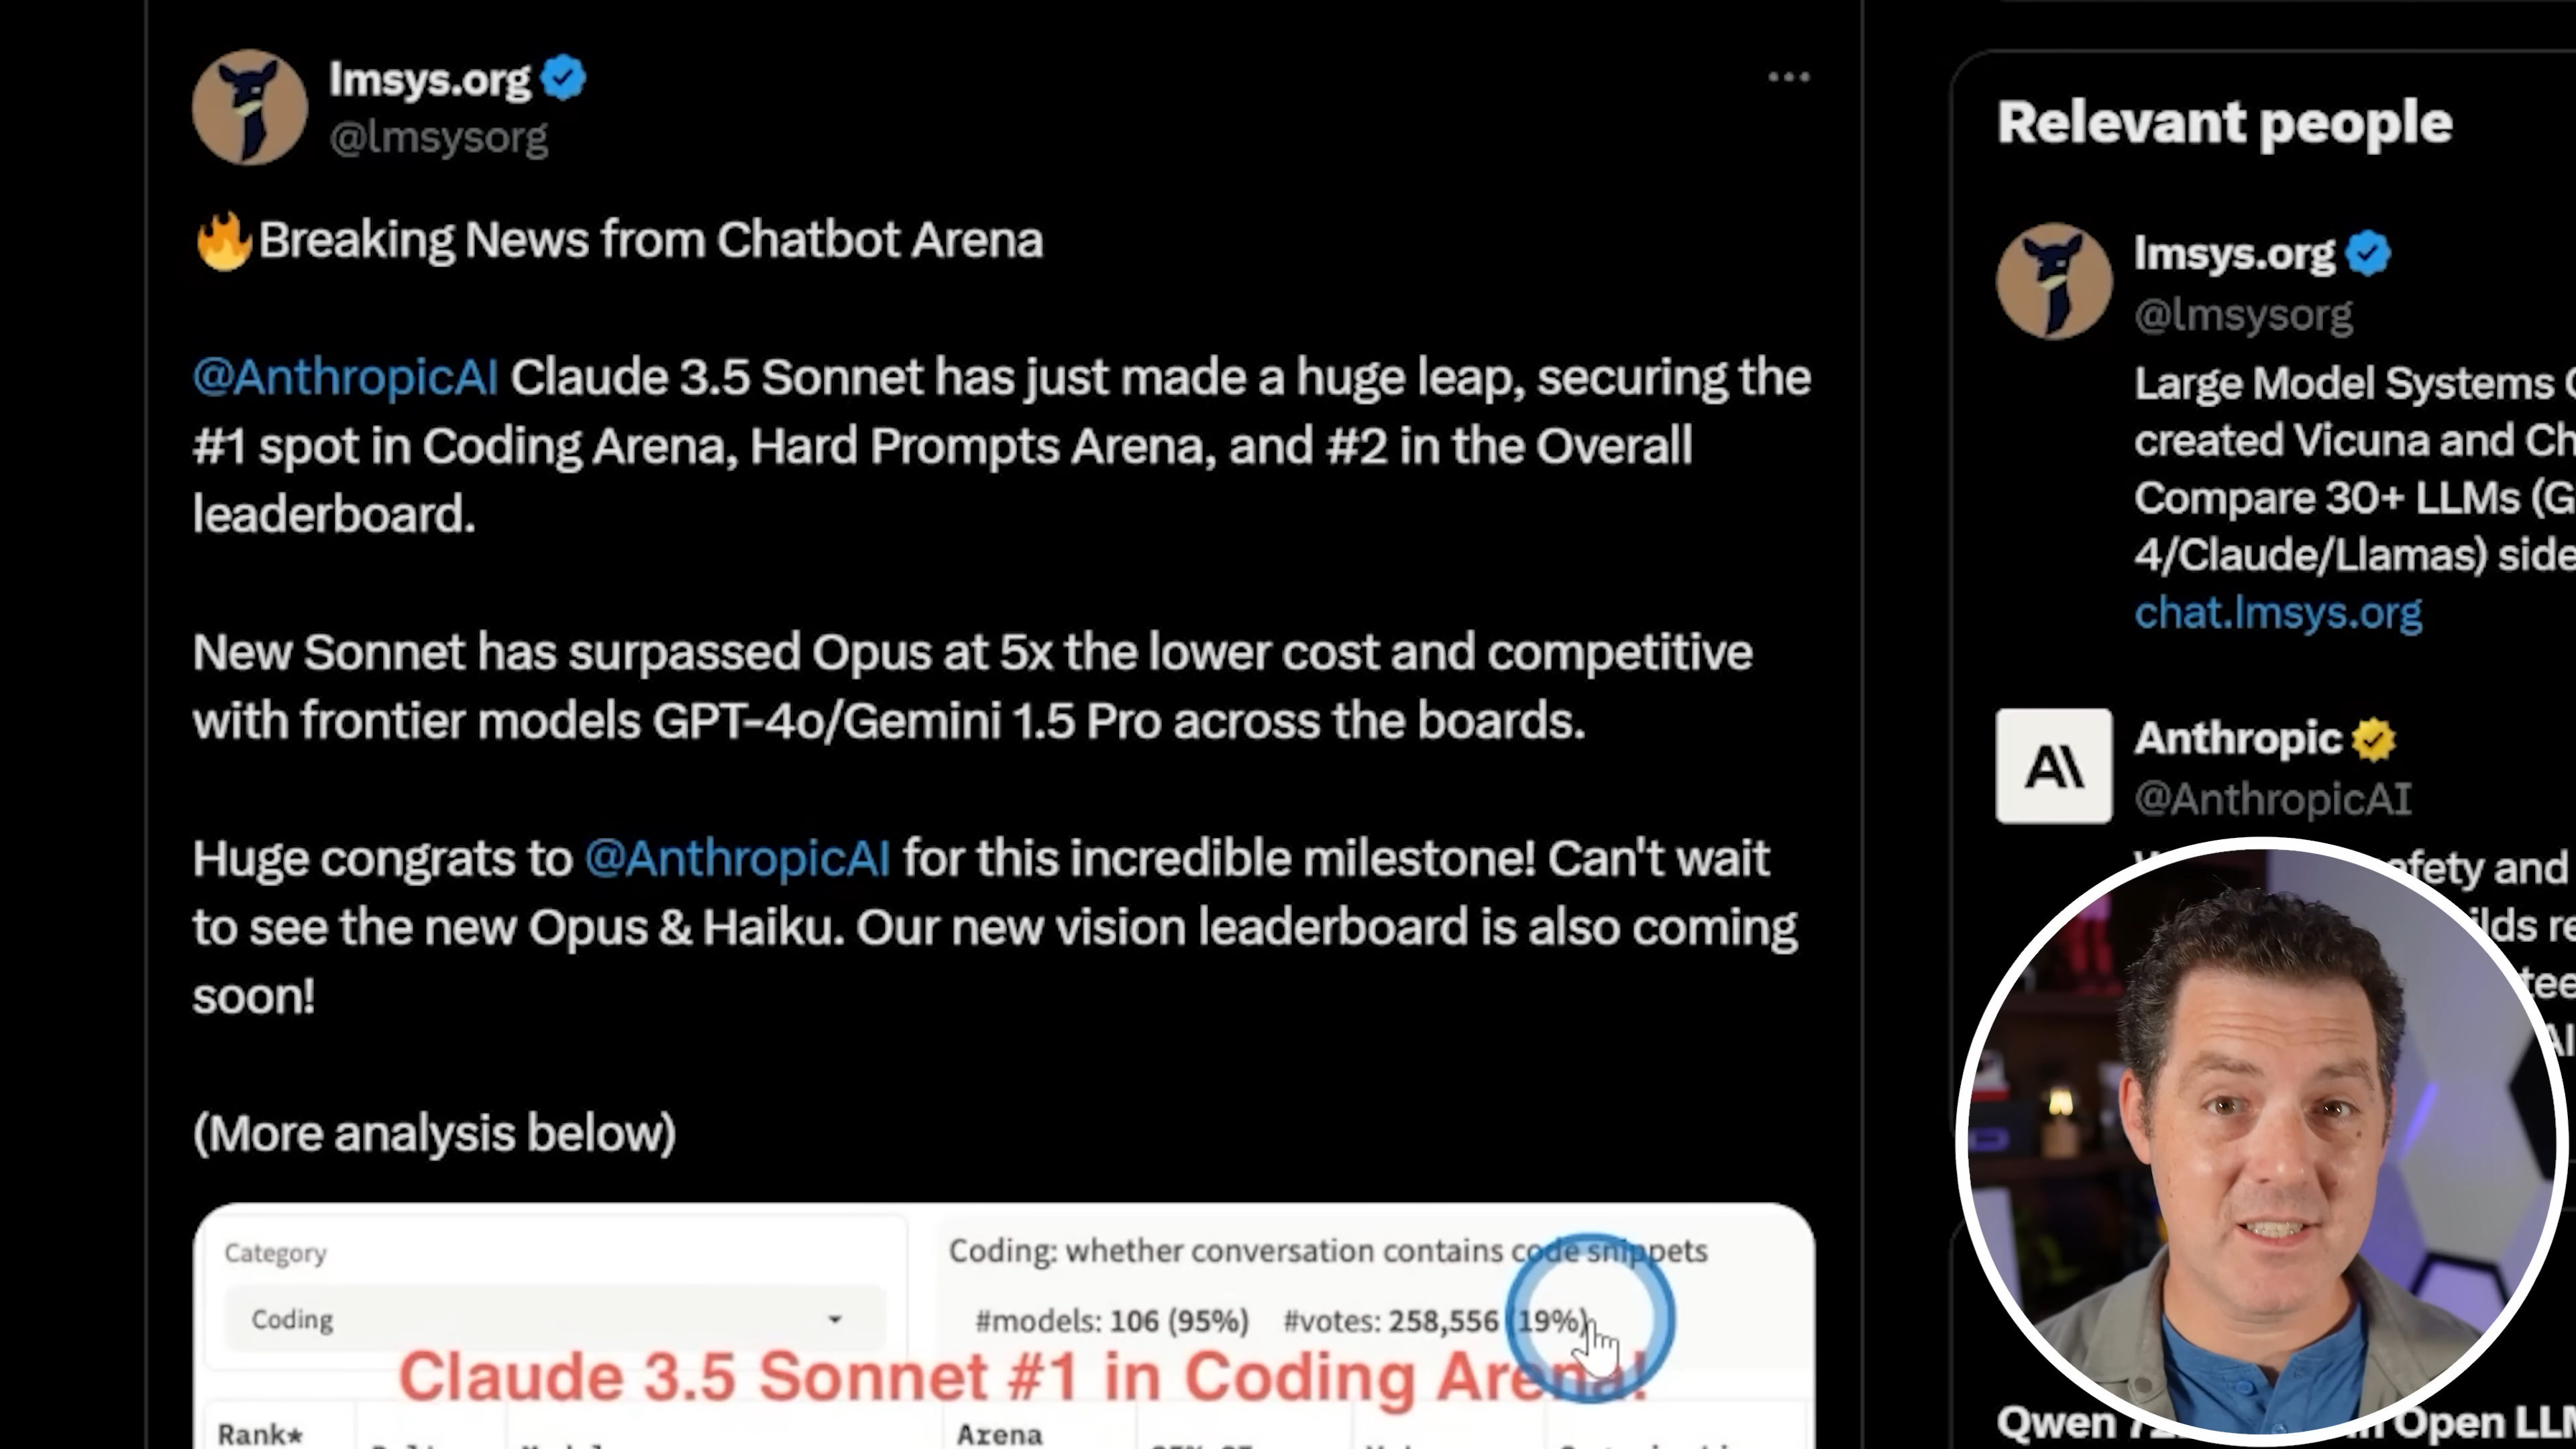 lmsys.org
@lmsysorg
🔥Breaking News from Chatbot Arena
@AnthropicAI Claude 3.5 Sonnet has just made a huge leap, securing the
#1 spot in Coding Arena, Hard Prompts Arena, and #2 in the Overall
leaderboard.
New Sonnet has surpassed Opus at 5x the lower cost and competitive
with frontier models GPT-4o/Gemini 1.5 Pro across the boards.
Huge congrats to @AnthropicAI for this incredible milestone! Can't wait
to see the new Opus & Haiku. Our new vision leaderboard is also coming
soon!
(More analysis below)
Category
Coding
Coding: whether conversation contains code snippets
#models: 106 (95%) #votes: 258,556 (19%)
Claude 3.5 Sonnet #1 in Coding Arena!
Rank*
Arena
Relevant people
lmsys.org
@lmsysorg
Large Model Systems
created Vicuna and
Compare 30+ LLMs
4/Claude/Llamas) side
chat.lmsys.org
Anthropic
@AnthropicAI
and
Qwen
Open